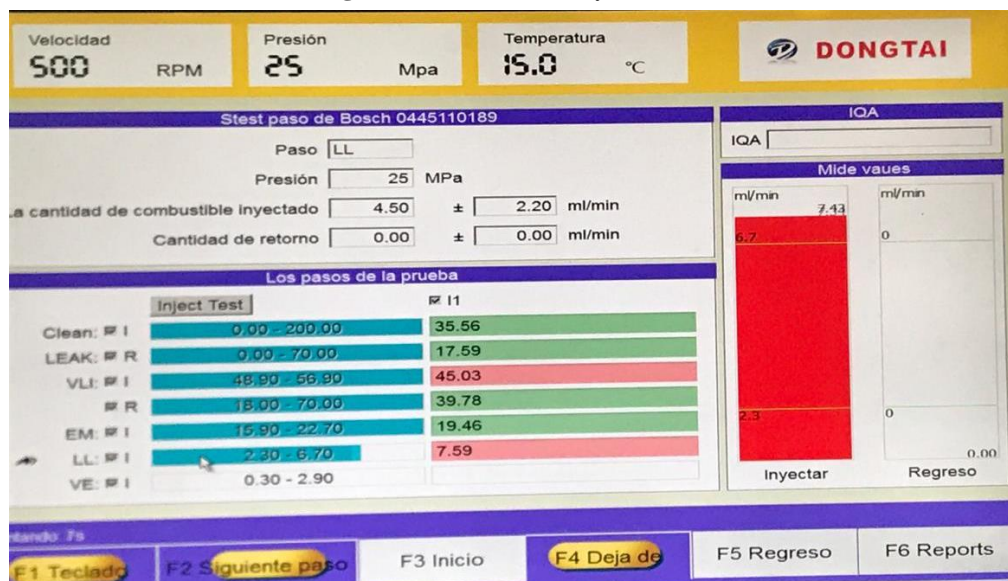 Velocidad
500 RPM
Presión
25 Mpa
Temperatura
15.0 °C
DONGTAI
Stest paso de Bosch 0445110189
Paso LL
Presión 25 MPa
a cantidad de combustible inyectado 4.50 ± 2.20 ml/min
Cantidad de retorno 0.00 ± 0.00 ml/min
IQA
IQA
Mide vaues
ml/min ml/min
7.43
6.7 0
2.3 0
0.00
Inyectar Regreso
Los pasos de la prueba
Inject Test I1
Clean: I 0.00 - 200.00 35.56
LEAK: R 0.00 - 70.00 17.59
VLI: I 48.90 - 56.90 45.03
R 18.00 - 70.00 39.78
EM: I 15.90 - 22.70 19.46
LL: I 2.30 - 6.70 7.59
VE: I 0.30 - 2.90
ntando 7s
F1 Teclado
F2 Siguiente paso
F3 Inicio
F4 Deja de
F5 Regreso
F6 Reports